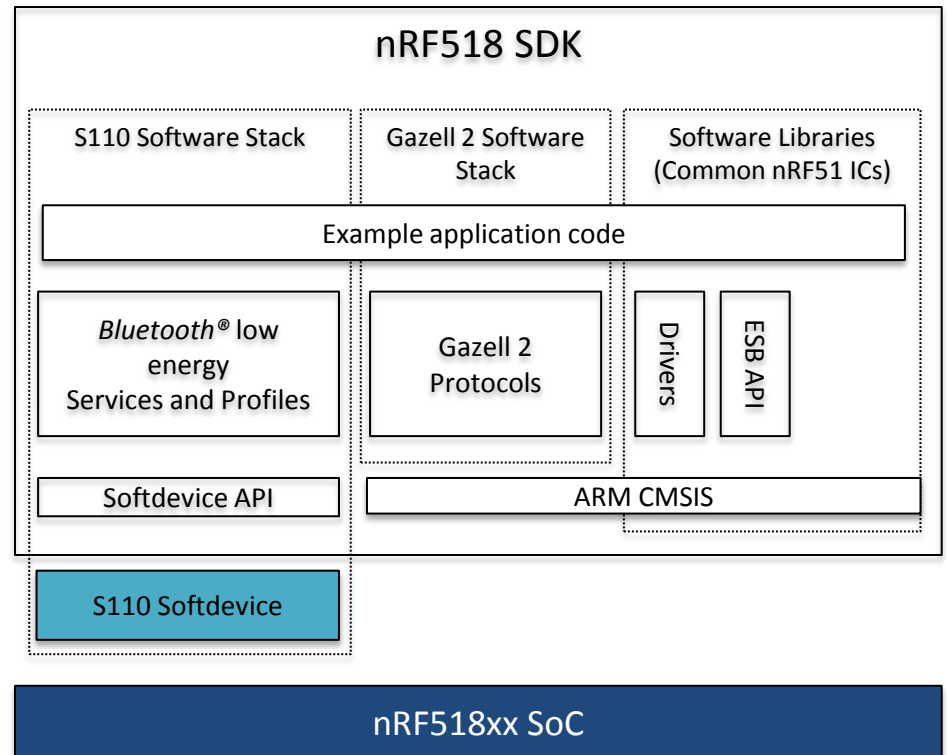 nRF518 SDK
S110 Software Stack
Gazell 2 Software
Stack
Software Libraries
(Common nRF51 ICs)
Example application code
Bluetooth® low
energy
Services and Profiles
Gazell 2
Protocols
Drivers
ESB API
Softdevice API
ARM CMSIS
S110 Softdevice
nRF518xx SoC